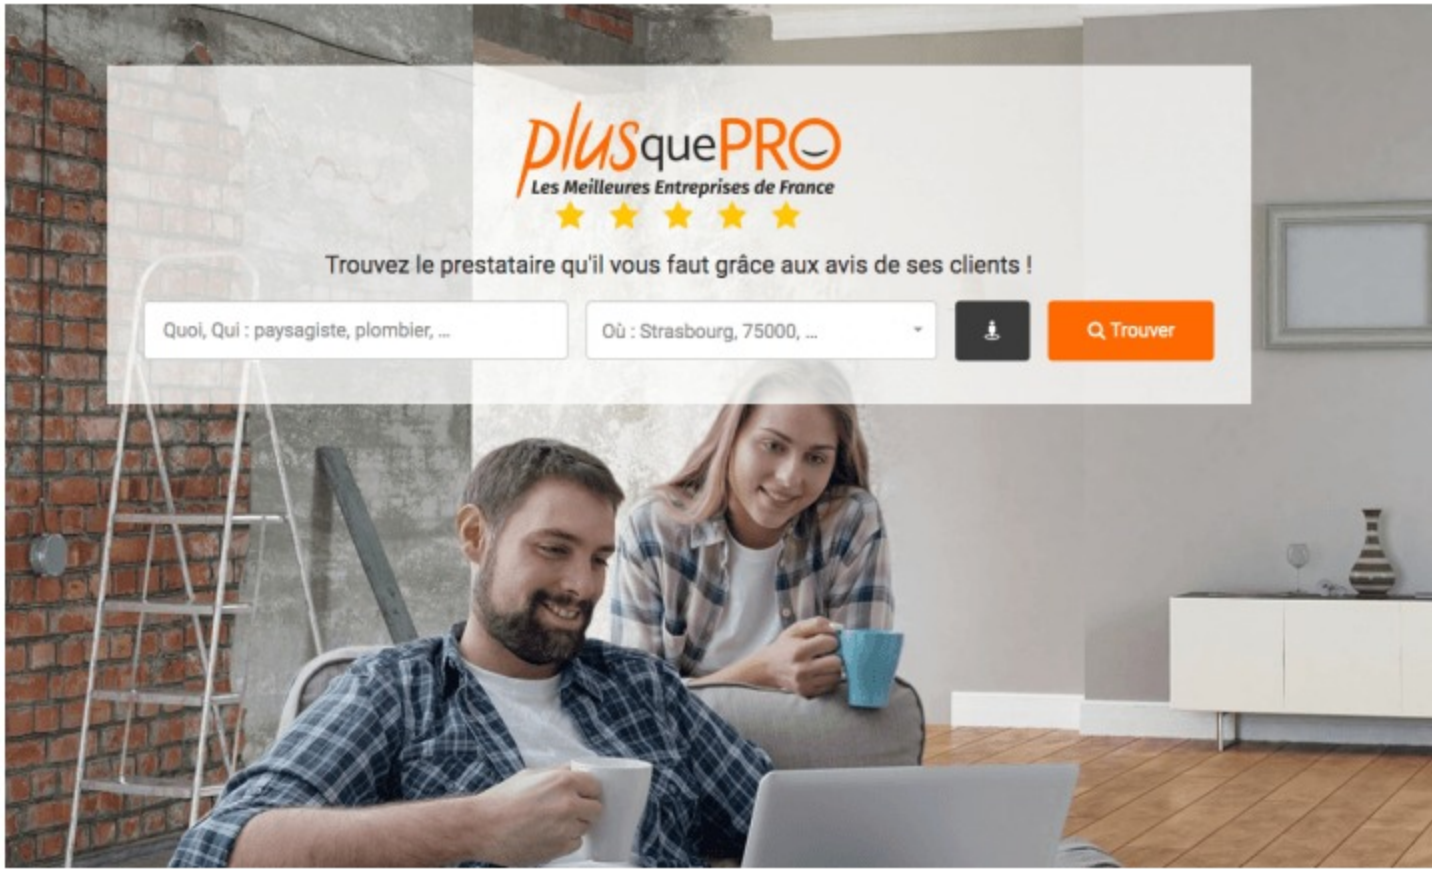 plusquePRO
Les Meilleures Entreprises de France
Trouvez le prestataire qu'il vous faut grâce aux avis de ses clients !
Quoi, Qui : paysagiste, plombier, ...
Où : Strasbourg, 75000, ...
Trouver